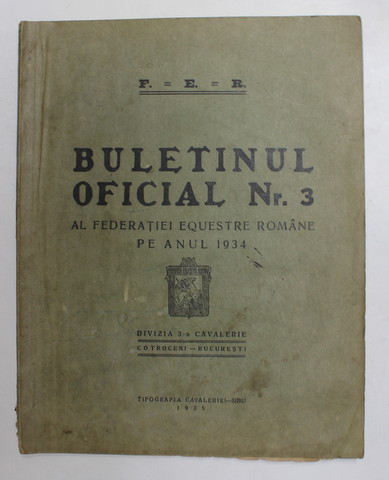 F. = E. = R.
BULETINUL
OFICIAL Nr. 3
AL FEDERAȚIEI EQUESTRE ROMÂNE
PE ANUL 1934
DIVIZIA 3-a CAVALERIE
COTROCENI — BUCUREȘTI
TIPOGRAFIA CAVALERIEI—
1935